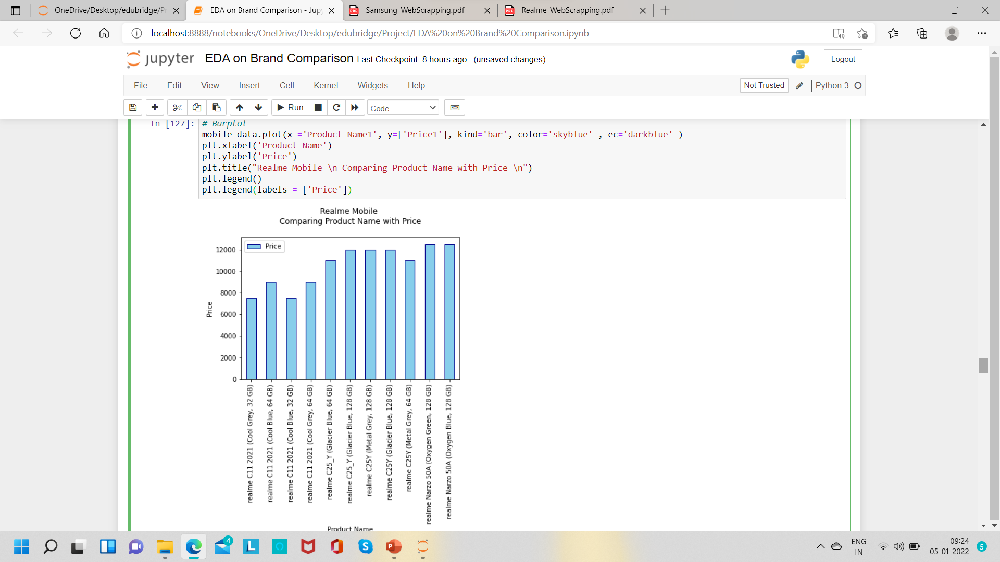 OneDrive/Desktop/edubridge/Pr
EDA on Brand Comparison - Jup
Samsung_WebScrapping.pdf
Realme_WebScrapping.pdf
localhost:8888/notebooks/OneDrive/Desktop/edubridge/Project/EDA%20on%20Brand%20Comparison.ipynb
jupyter EDA on Brand Comparison Last Checkpoint: 8 hours ago (unsaved changes)
Logout
File Edit View Insert Cell Kernel Widgets Help
Not Trusted
Python 3
Run
Code
In [127]: # Barplot
mobile_data.plot(x ='Product_Name1', y=['Price1'], kind='bar', color='skyblue' , ec='darkblue' )
plt.xlabel('Product Name')
plt.ylabel('Price')
plt.title("Realme Mobile \n Comparing Product Name with Price \n")
plt.legend()
plt.legend(labels = ['Price'])
Realme Mobile
Comparing Product Name with Price
Price
12000
10000
8000
6000
4000
2000
0
Price
realme C11 2021 (Cool Grey, 32 GB)
realme C11 2021 (Cool Blue, 64 GB)
realme C11 2021 (Cool Blue, 32 GB)
realme C11 2021 (Cool Grey, 64 GB)
realme C25_Y (Glacier Blue, 64 GB)
realme C25_Y (Glacier Blue, 128 GB)
realme C25Y (Metal Grey, 128 GB)
realme C25Y (Glacier Blue, 128 GB)
realme C25Y (Metal Grey, 64 GB)
realme Narzo 50A (Oxygen Green, 128 GB)
realme Narzo 50A (Oxygen Blue, 128 GB)
Product Name
4
ENG
IN
09:24
05-01-2022
5